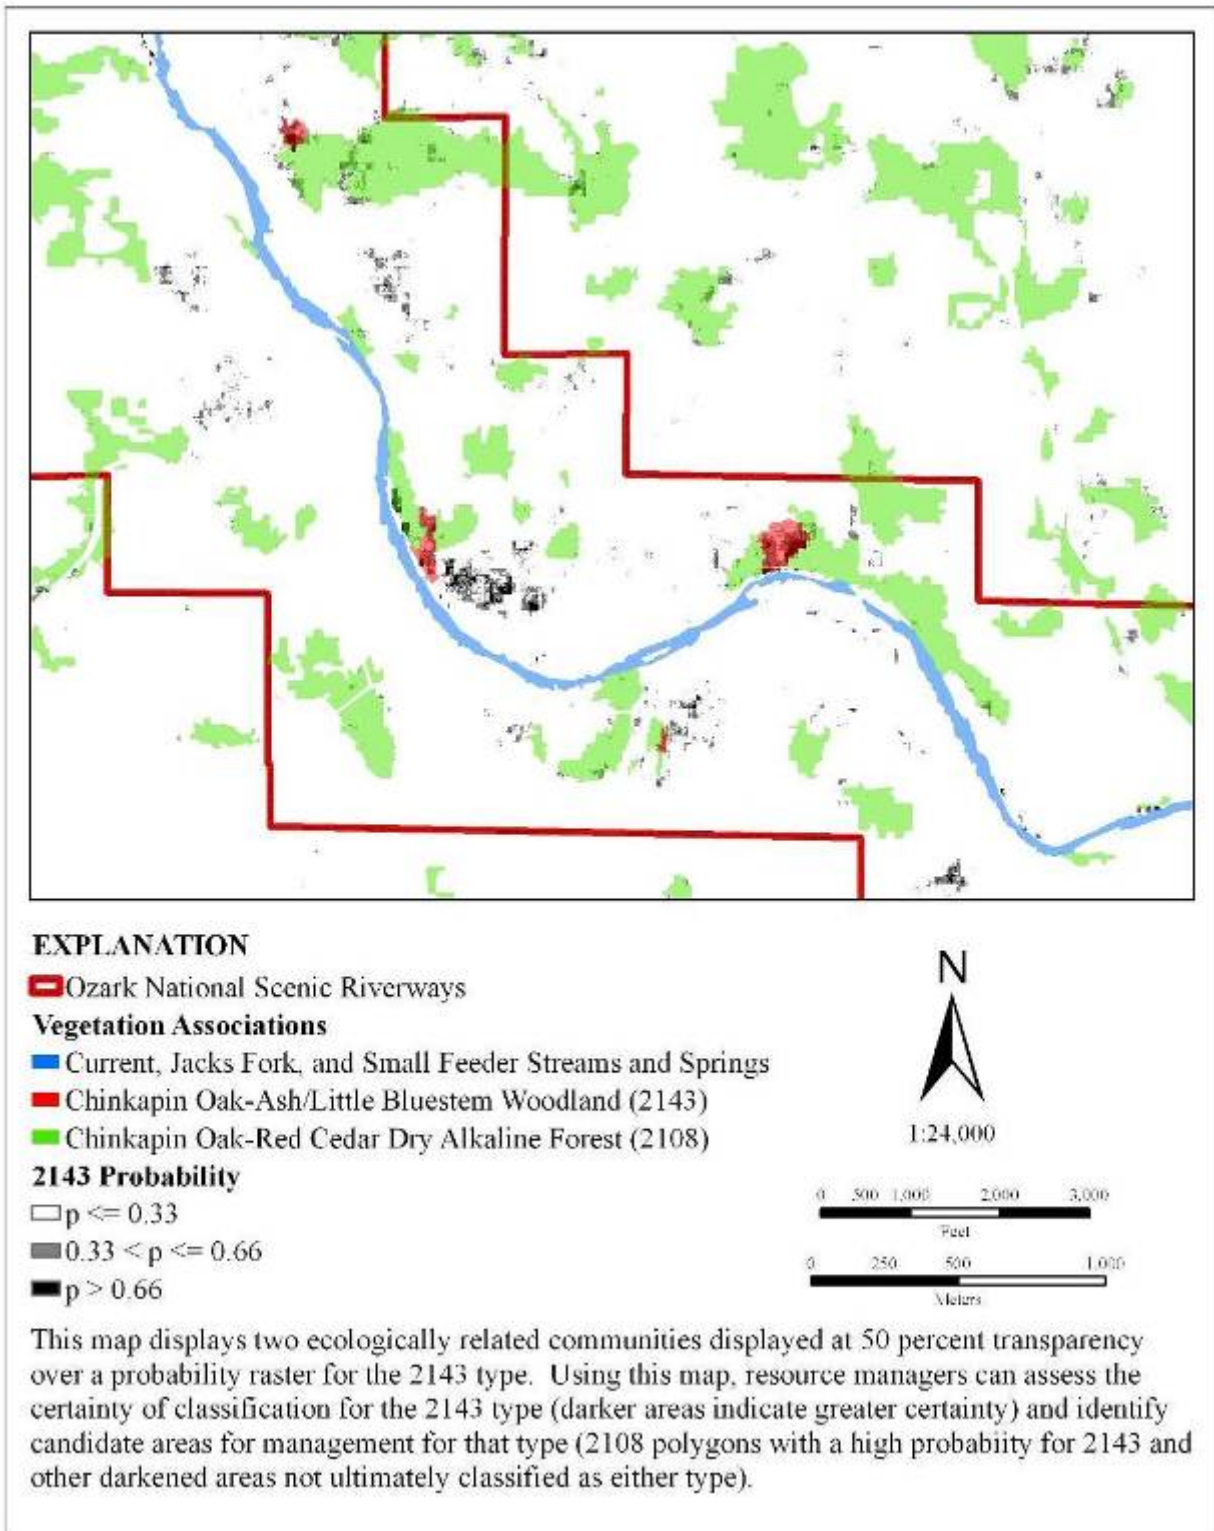 EXPLANATION
Ozark National Scenic Riverways
Vegetation Associations
Current, Jacks Fork, and Small Feeder Streams and Springs
Chinkapin Oak-Ash/Little Bluestem Woodland (2143)
Chinkapin Oak-Red Cedar Dry Alkaline Forest (2108)
2143 Probability
p <= 0.33
0.33 < p <= 0.66
p > 0.66
N
1:24,000
0 500 1,000 2,000 3,000
Feet
0 250 500 1,000
Meters
This map displays two ecologically related communities displayed at 50 percent transparency
over a probability raster for the 2143 type. Using this map, resource managers can assess the
certainty of classification for the 2143 type (darker areas indicate greater certainty) and identify
candidate areas for management for that type (2108 polygons with a high probabiity for 2143 and
other darkened areas not ultimately classified as either type).